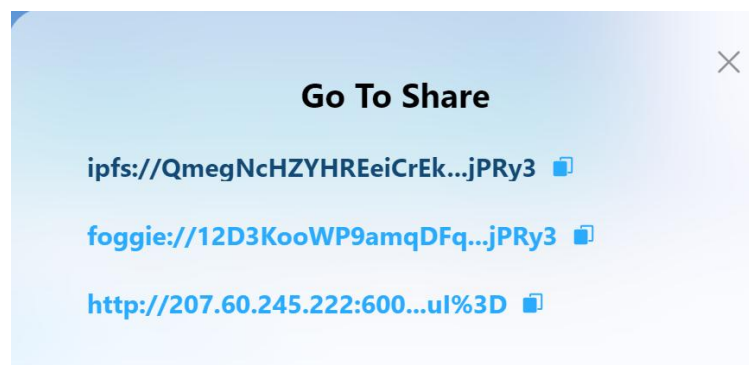 Go To Share
ipfs://QmegNcHZYHREeiCrEk...jPRy3
foggie://12D3KooWP9amqDFq...jPRy3
http://207.60.245.222:600...ul%3D